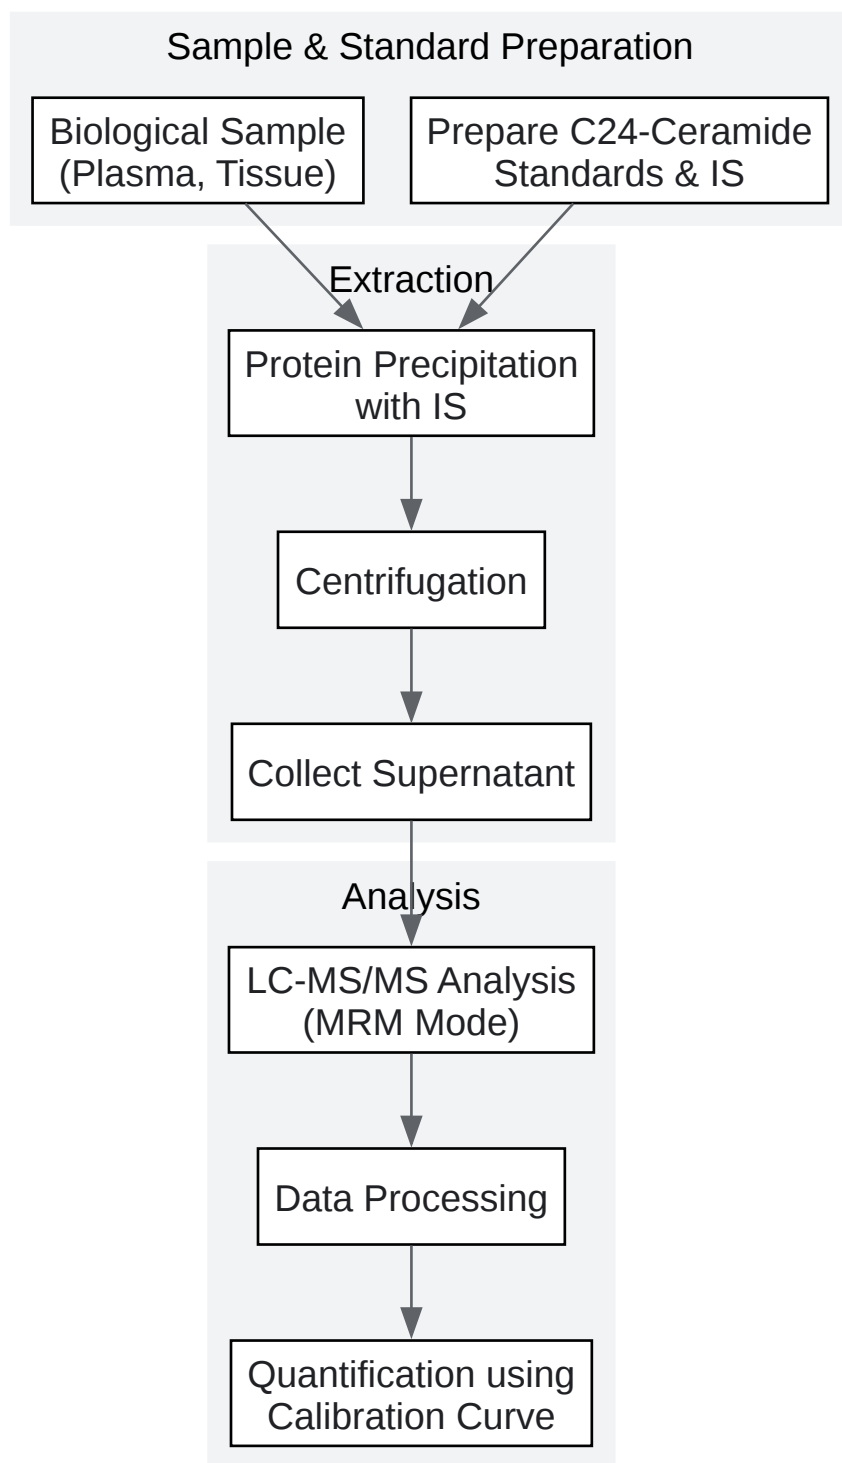 Sample & Standard Preparation
Biological Sample
(Plasma, Tissue)
Prepare C24-Ceramide
Standards & IS
Extraction
Protein Precipitation
with IS
Centrifugation
Collect Supernatant
Analysis
LC-MS/MS Analysis
(MRM Mode)
Data Processing
Quantification using
Calibration Curve